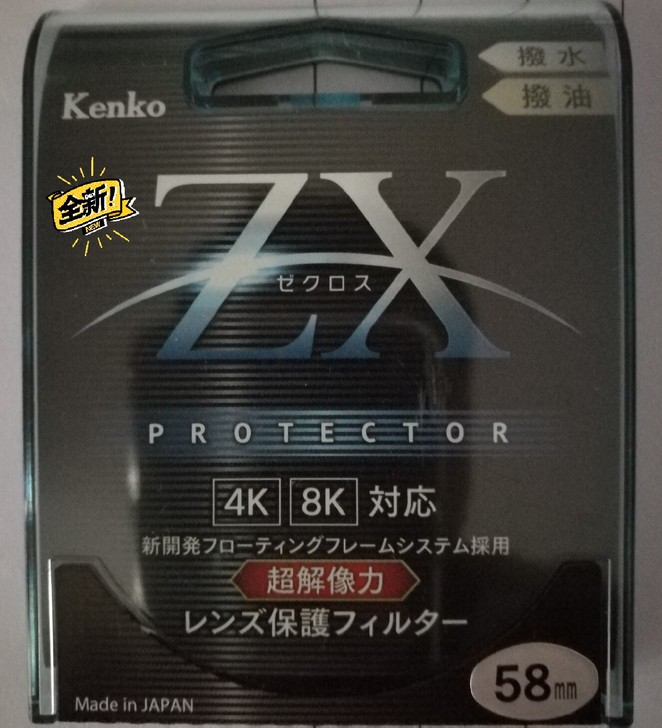 撥水
撥油
Kenko
全新!
NEW
ZX
ゼクロス
PROTECTOR
4K 8K 対応
新開発フローティングフレームシステム採用
超解像力
レンズ保護フィルター
58mm
Made in JAPAN